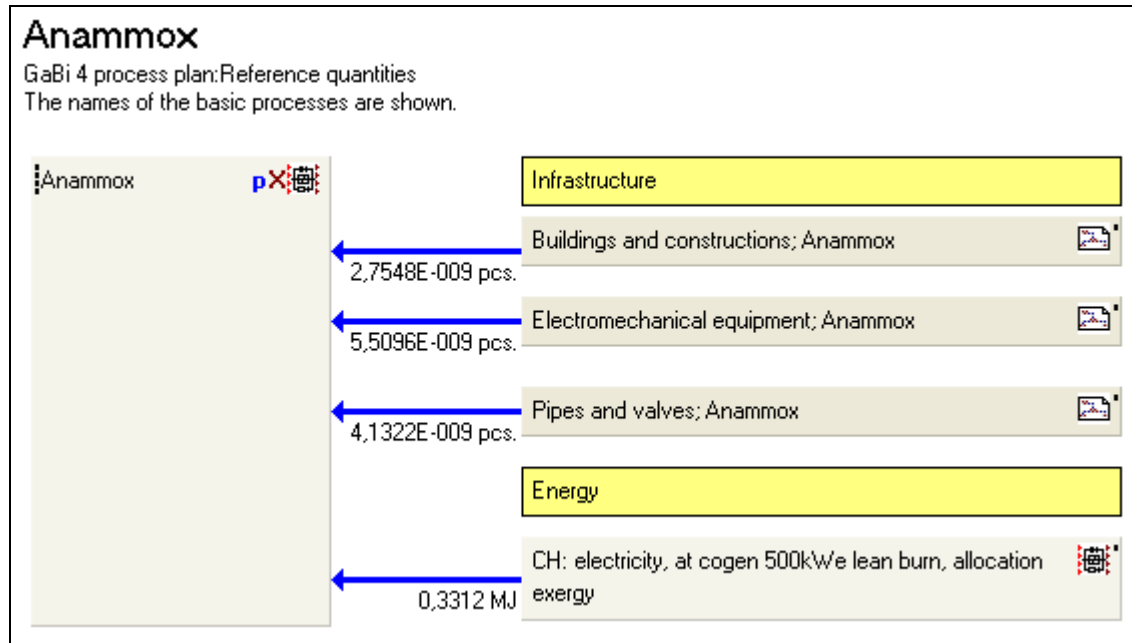 Anammox
GaBi 4 process plan:Reference quantities
The names of the basic processes are shown.
Anammox pX
Infrastructure
Buildings and constructions; Anammox
2,7548E-009 pcs.
Electromechanical equipment; Anammox
5,5096E-009 pcs.
Pipes and valves; Anammox
4,1322E-009 pcs.
Energy
CH: electricity, at cogen 500kWe lean burn, allocation
exergy
0,3312 MJ